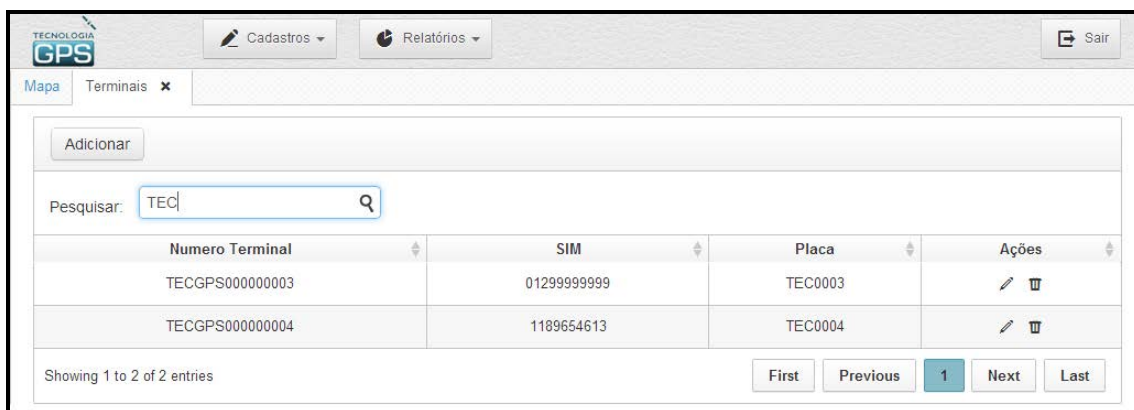 TECNOLOGIA
GPS
Cadastros
Relatórios
Sair
Mapa
Terminais
Adicionar
Pesquisar: TEC
Numero Terminal SIM Placa Ações
TECGPS000000003 01299999999 TEC0003
TECGPS000000004 1189654613 TEC0004
Showing 1 to 2 of 2 entries First Previous 1 Next Last